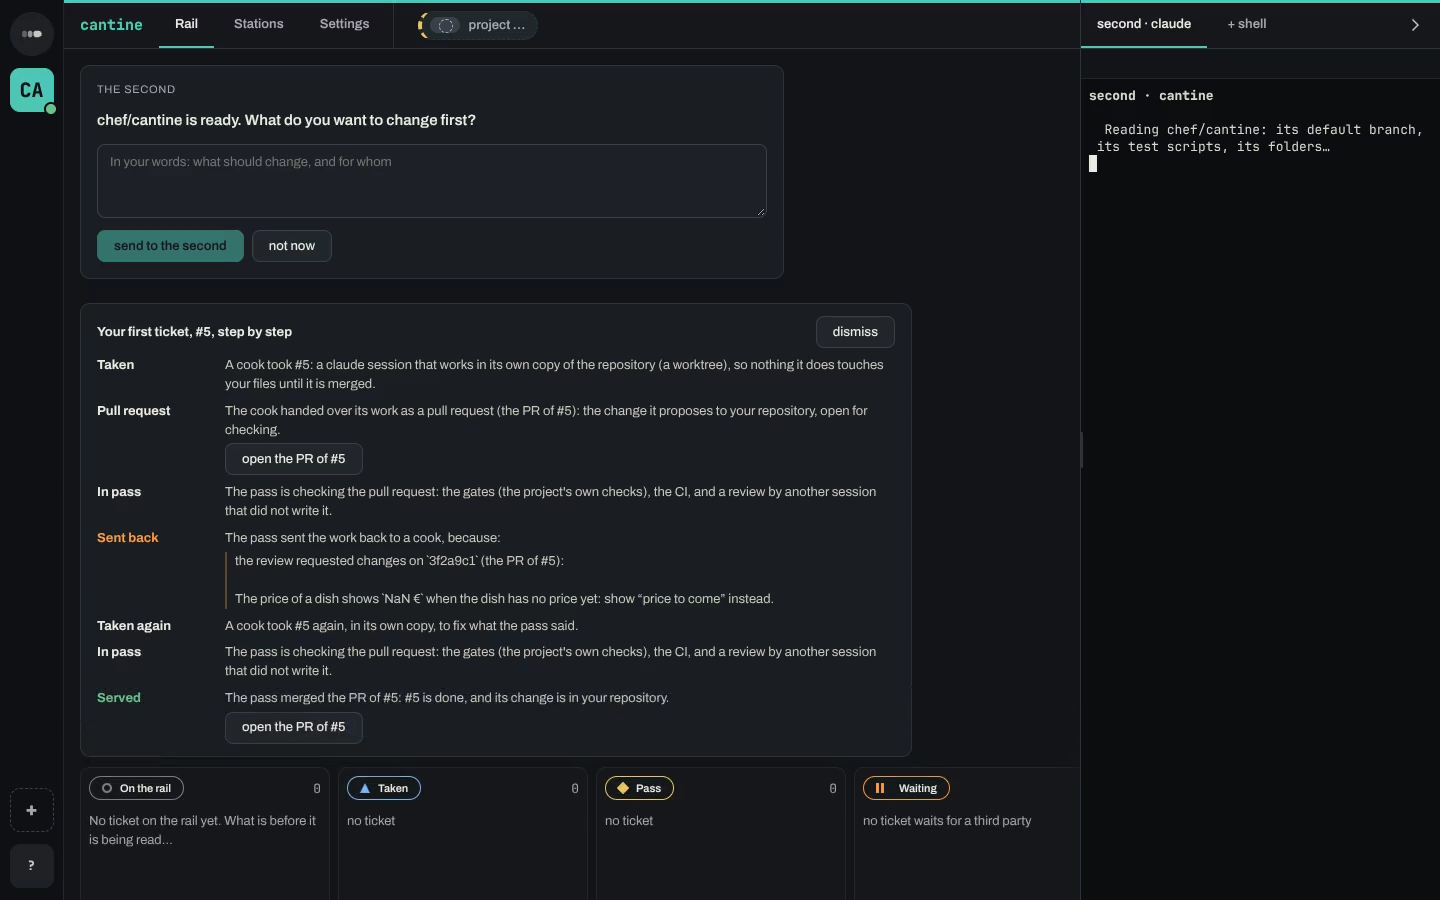 cantine
Rail
Stations
Settings
project ...
second · claude
+ shell
CA
THE SECOND
chef/cantine is ready. What do you want to change first?
In your words: what should change, and for whom
send to the second
not now
second · cantine
Reading chef/cantine: its default branch,
its test scripts, its folders…
Your first ticket, #5, step by step
dismiss
Taken
A cook took #5: a claude session that works in its own copy of the repository (a worktree), so nothing it does touches
your files until it is merged.
Pull request
The cook handed over its work as a pull request (the PR of #5): the change it proposes to your repository, open for
checking.
open the PR of #5
In pass
The pass is checking the pull request: the gates (the project's own checks), the CI, and a review by another session
that did not write it.
Sent back
The pass sent the work back to a cook, because:
the review requested changes on `3f2a9c1` (the PR of #5):
The price of a dish shows `NaN €` when the dish has no price yet: show “price to come” instead.
Taken again
A cook took #5 again, in its own copy, to fix what the pass said.
In pass
The pass is checking the pull request: the gates (the project's own checks), the CI, and a review by another session
that did not write it.
Served
The pass merged the PR of #5: #5 is done, and its change is in your repository.
open the PR of #5
On the rail
0
No ticket on the rail yet. What is before it
is being read...
Taken
0
no ticket
Pass
0
no ticket
Waiting
no ticket waits for a third party
+
?